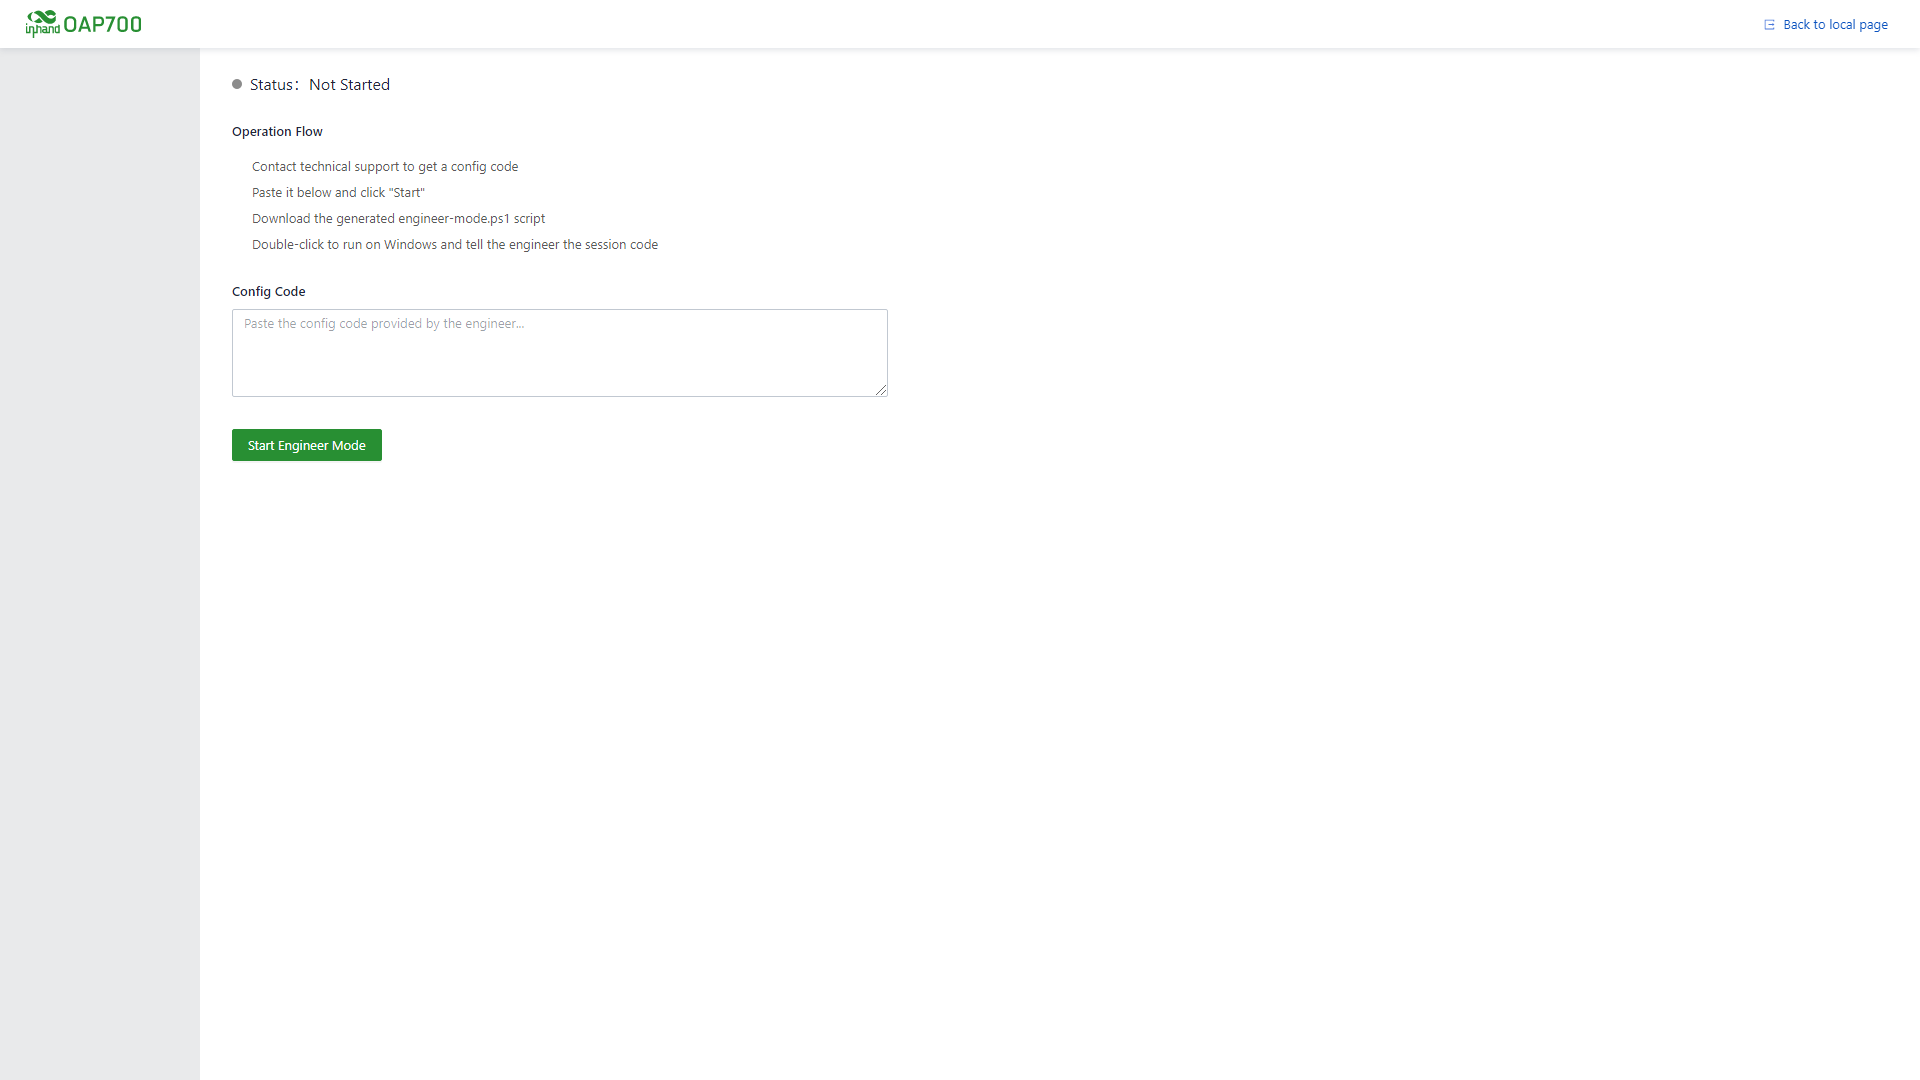 inhand OAP700
Back to local page
Status: Not Started
Operation Flow
Contact technical support to get a config code
Paste it below and click "Start"
Download the generated engineer-mode.ps1 script
Double-click to run on Windows and tell the engineer the session code
Config Code
Paste the config code provided by the engineer...
Start Engineer Mode